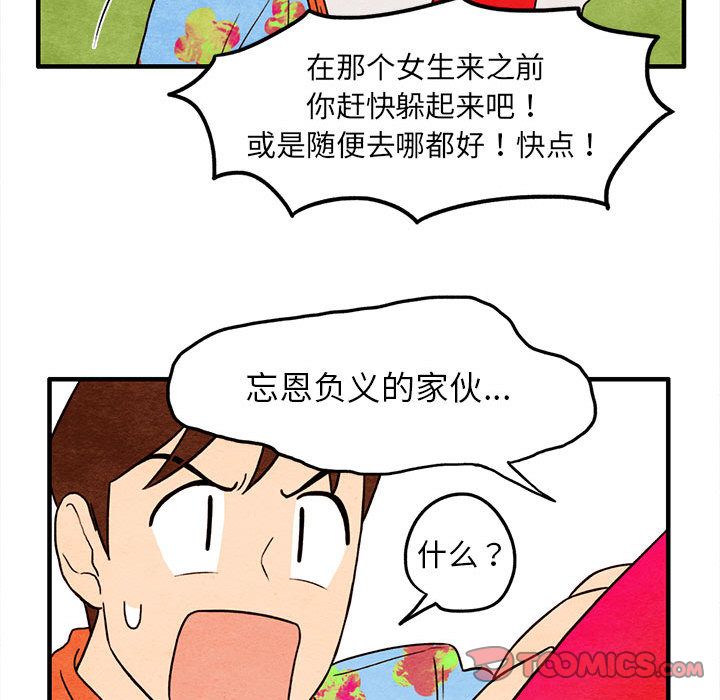 在那个女生来之前
你赶快躲起来吧！
或是随便去哪都好！快点！
忘恩负义的家伙...
什么？
TOOMICS.COM